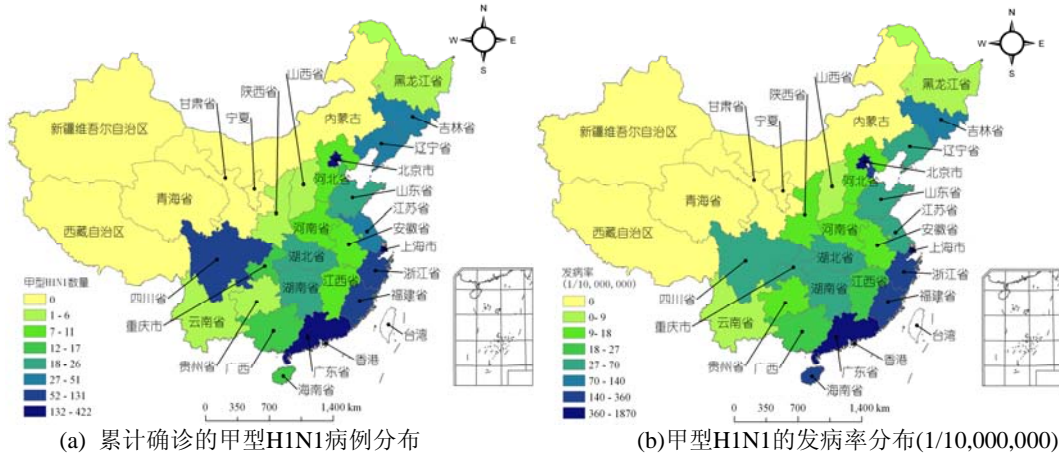 N
W E
S
黑龙江省
山西省
陕西省
甘肃省
宁夏
内蒙古
吉林省
新疆维吾尔自治区
辽宁省
北京市
河北省
山东省
青海省
江苏省
河南省
安徽省
西藏自治区
上海市
湖北省
浙江省
江西省
湖南省
四川省
福建省
重庆市
云南省
台湾
贵州省
广西
香港
广东省
海南省
甲型H1N1数量
0
1 - 6
7 - 11
12 - 17
18 - 26
27 - 51
52 - 131
132 - 422
0 350 700 1,400 km
(a) 累计确诊的甲型H1N1病例分布
N
W E
S
黑龙江省
山西省
陕西省
甘肃省
宁夏
内蒙古
吉林省
新疆维吾尔自治区
辽宁省
北京市
河北省
山东省
青海省
江苏省
河南省
安徽省
西藏自治区
上海市
湖北省
浙江省
江西省
湖南省
四川省
福建省
重庆市
云南省
台湾
贵州省
广西
香港
广东省
海南省
发病率
(1/10, 000, 000)
0
0- 9
9 - 18
18 - 27
27 - 70
70 - 140
140 - 360
360 - 1870
0 350 700 1,400 km
(b)甲型H1N1的发病率分布(1/10,000,000)